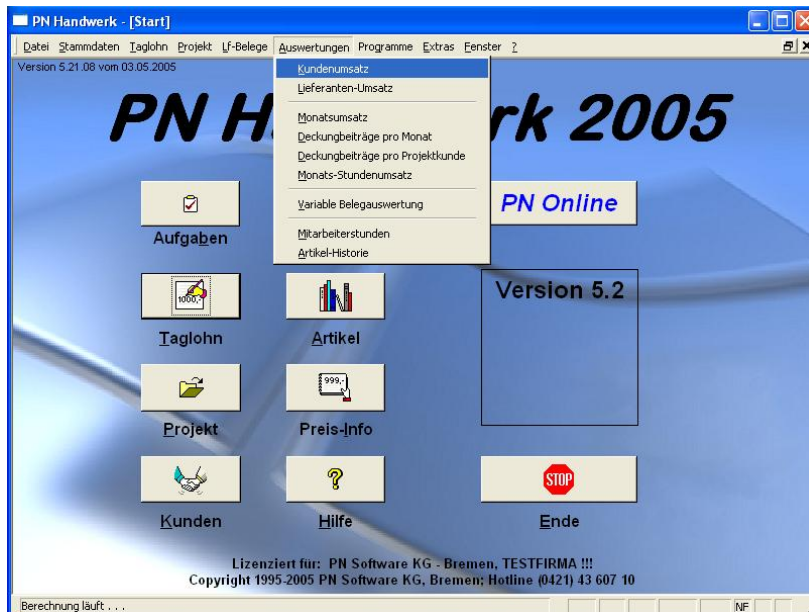 PN Handwerk - [Start]
Datei Stammdaten Taglohn Projekt Lf-Belege Auswertungen Programme Extras Fenster ?
Version 5.21.08 vom 03.05.2005
Kundenumsatz
Lieferanten-Umsatz
Monatsumsatz
Deckungbeiträge pro Monat
Deckungbeiträge pro Projektkunde
Monats-Stundenumsatz
Variable Belegauswertung
Mitarbeiterstunden
Artikel-Historie
PN H rk 2005
PN Online
Aufgaben
Version 5.2
1000,-
Taglohn
Artikel
999,-
Projekt
Preis-Info
STOP
Kunden
Hilfe
Ende
Lizenziert für: PN Software KG - Bremen, TESTFIRMA !!!
Copyright 1995-2005 PN Software KG, Bremen; Hotline (0421) 43 607 10
Berechnung läuft . . .
NF